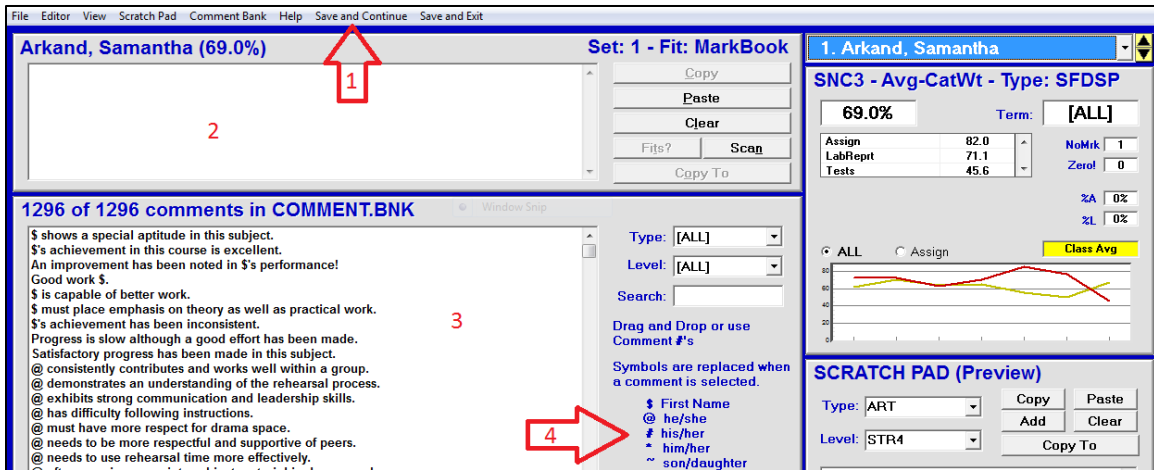 File Editor View Scratch Pad Comment Bank Help Save and Continue Save and Exit
Arkand, Samantha (69.0%)
Set: 1 - Fit: MarkBook
1
2
Copy
Paste
Clear
Fits? Scan
Copy To
1296 of 1296 comments in COMMENT.BNK
Window Snip
$ shows a special aptitude in this subject.
$'s achievement in this course is excellent.
An improvement has been noted in $'s performance!
Good work $.
$ is capable of better work.
$ must place emphasis on theory as well as practical work.
$'s achievement has been inconsistent.
Progress is slow although a good effort has been made.
Satisfactory progress has been made in this subject.
@ consistently contributes and works well within a group.
@ demonstrates an understanding of the rehearsal process.
@ exhibits strong communication and leadership skills.
@ has difficulty following instructions.
@ must have more respect for drama space.
@ needs to be more respectful and supportive of peers.
@ needs to use rehearsal time more effectively.
3
Type: [ALL]
Level: [ALL]
Search:
Drag and Drop or use
Comment #'s
Symbols are replaced when
a comment is selected.
$ First Name
@ he/she
# his/her
* him/her
~ son/daughter
4
1. Arkand, Samantha
SNC3 - Avg-CatWt - Type: SFDSP
69.0% Term: [ALL]
Assign 82.0
LabReprt 71.1
Tests 45.6
NoMrk 1
Zero! 0
%A 0%
%L 0%
ALL Assign Class Avg
80
60
40
20
SCRATCH PAD (Preview)
Type: ART
Level: STR4
Copy Paste
Add Clear
Copy To